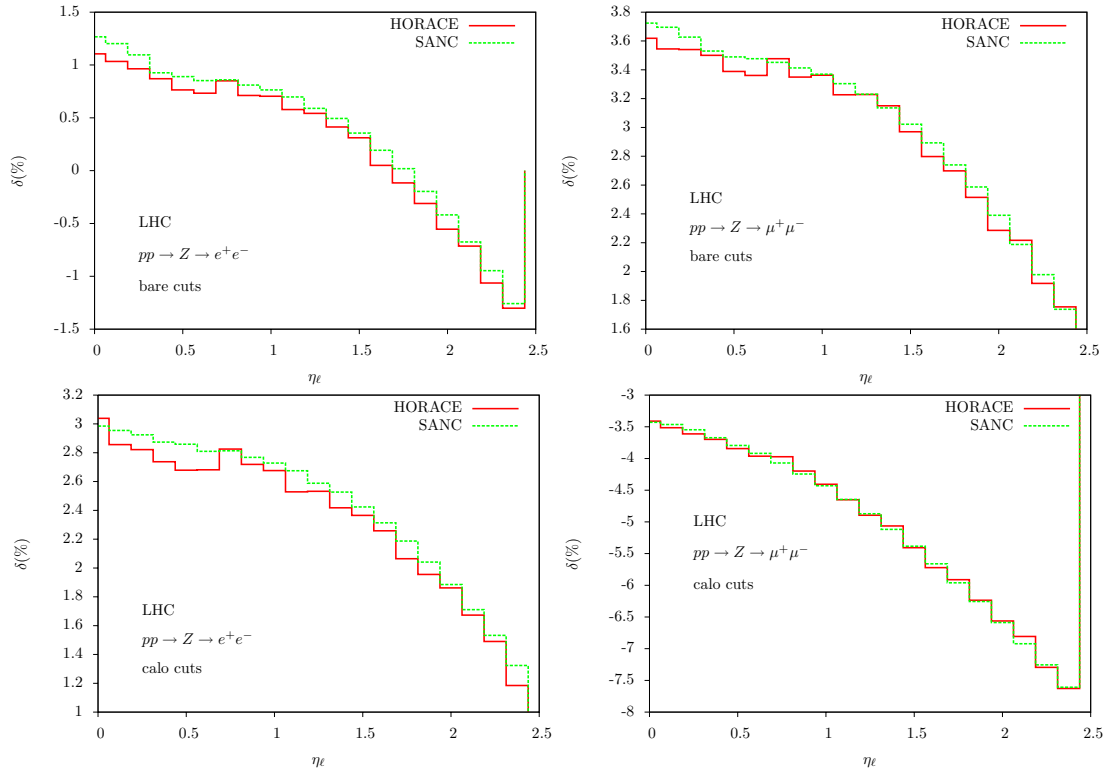 1.5
1
0.5
0
-0.5
-1
-1.5
0
0.5
1
1.5
2
2.5
δ(%)
η_ℓ
HORACE
SANC
LHC
pp → Z → e⁺e⁻
bare cuts
3.8
3.6
3.4
3.2
3
2.8
2.6
2.4
2.2
2
1.8
1.6
0
0.5
1
1.5
2
2.5
δ(%)
η_ℓ
HORACE
SANC
LHC
pp → Z → μ⁺μ⁻
bare cuts
3.2
3
2.8
2.6
2.4
2.2
2
1.8
1.6
1.4
1.2
1
0
0.5
1
1.5
2
2.5
δ(%)
η_ℓ
HORACE
SANC
LHC
pp → Z → e⁺e⁻
calo cuts
-3
-3.5
-4
-4.5
-5
-5.5
-6
-6.5
-7
-7.5
-8
0
0.5
1
1.5
2
2.5
δ(%)
η_ℓ
HORACE
SANC
LHC
pp → Z → μ⁺μ⁻
calo cuts